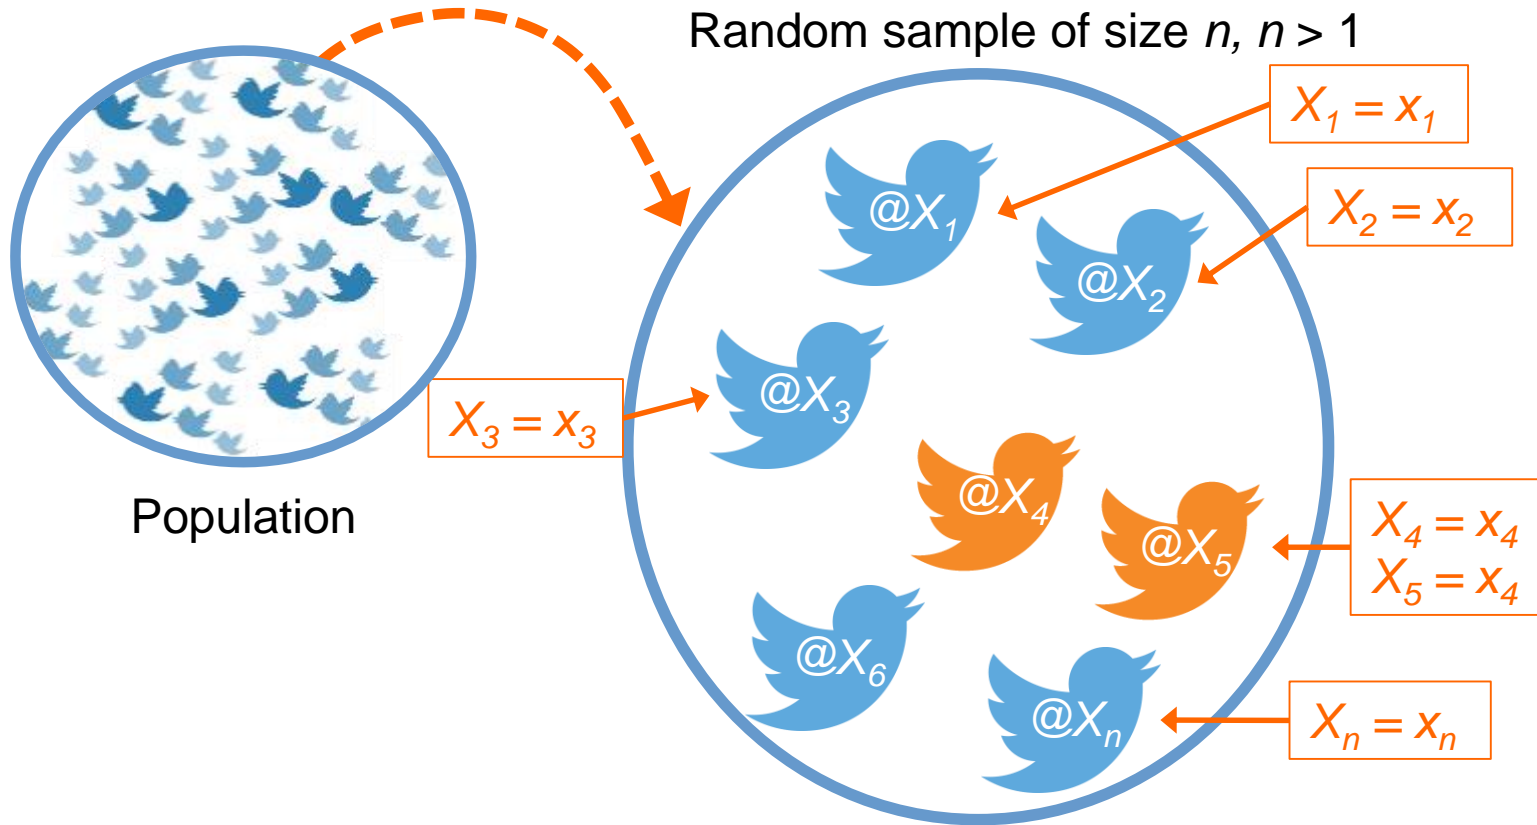 Random sample of size n, n > 1
X₁ = x₁
@X₁
X₂ = x₂
@X₂
X₃ = x₃
@X₃
@X₄
@X₅
X₄ = x₄
X₅ = x₄
Population
@X₆
@Xₙ
Xₙ = xₙ